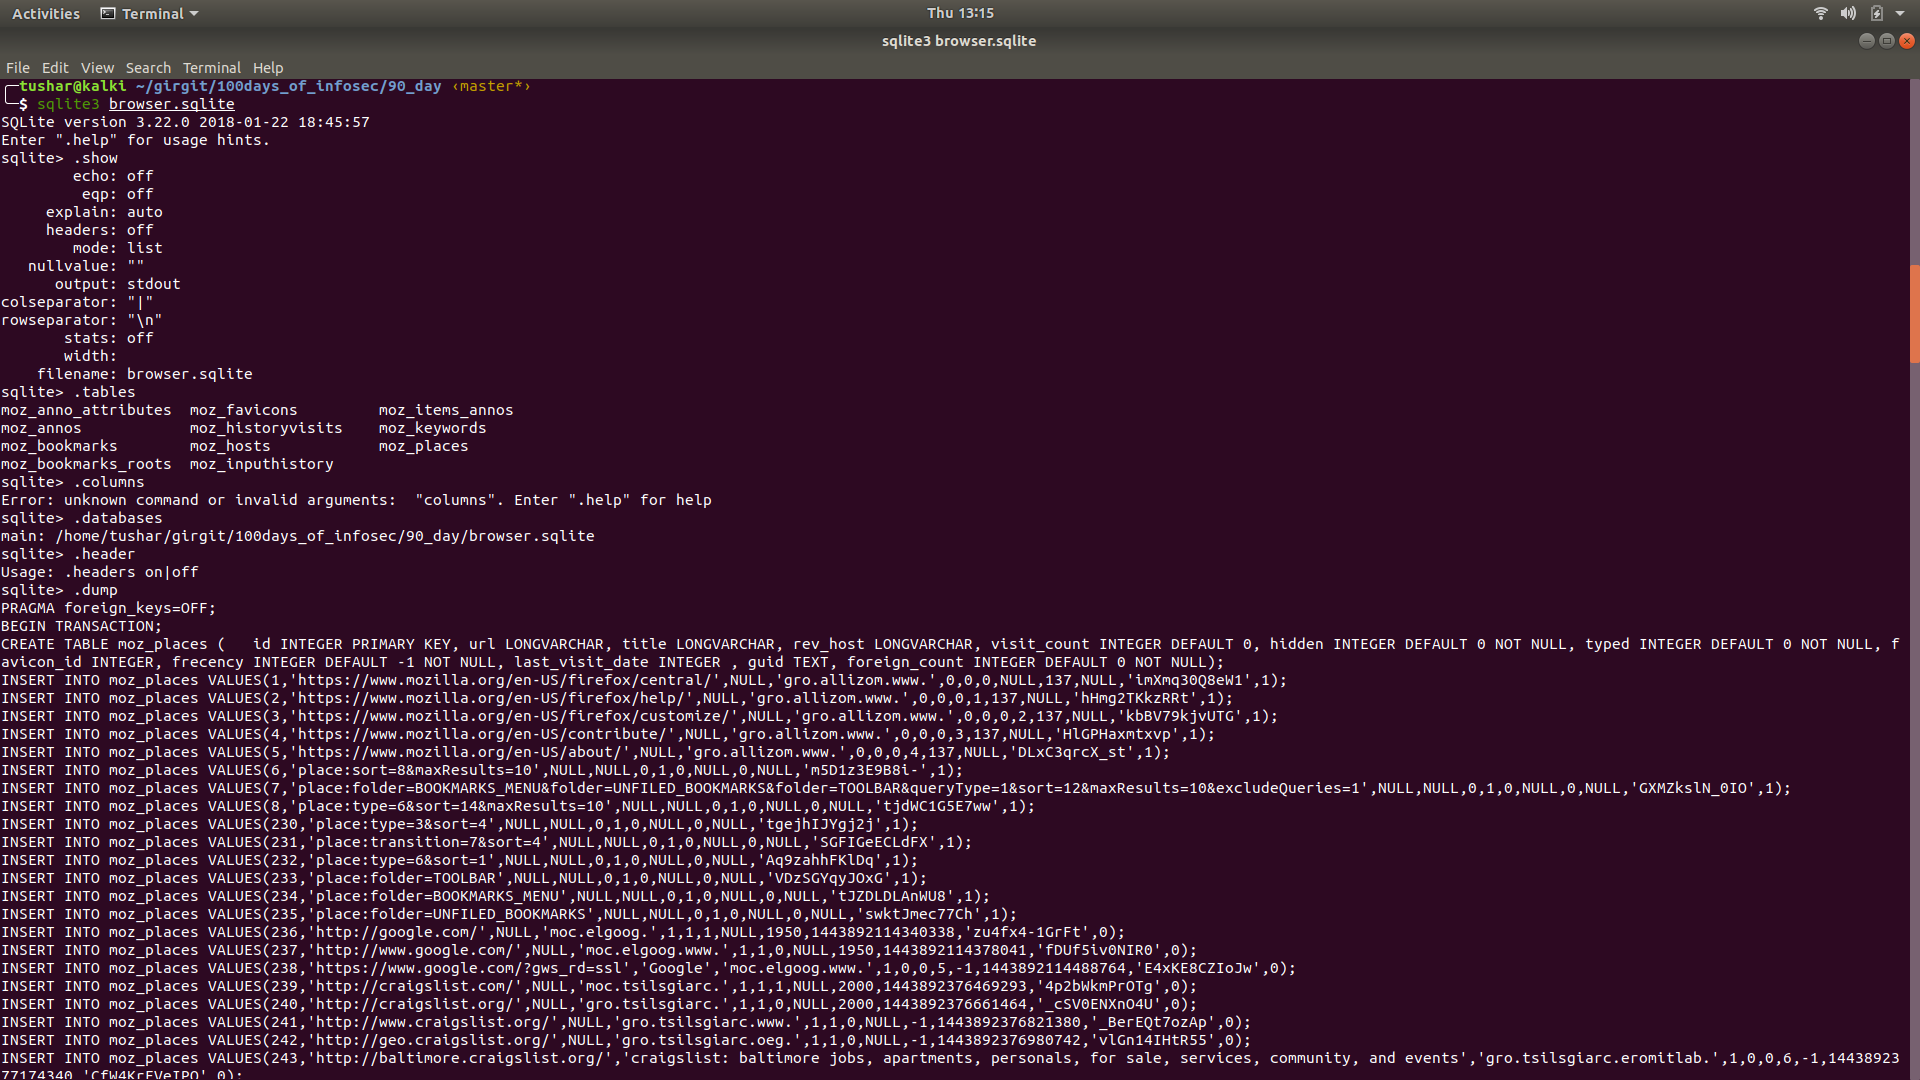 Activities Terminal Thu 13:15
sqlite3 browser.sqlite
File Edit View Search Terminal Help
tushar@kalki ~/girgit/100days_of_infosec/90_day ‹master*›
$ sqlite3 browser.sqlite
SQLite version 3.22.0 2018-01-22 18:45:57
Enter ".help" for usage hints.
sqlite> .show
echo: off
eqp: off
explain: auto
headers: off
mode: list
nullvalue: ""
output: stdout
colseparator: "|"
rowseparator: "\n"
stats: off
width:
filename: browser.sqlite
sqlite> .tables
moz_anno_attributes moz_favicons moz_items_annos
moz_annos moz_historyvisits moz_keywords
moz_bookmarks moz_hosts moz_places
moz_bookmarks_roots moz_inputhistory
sqlite> .columns
Error: unknown command or invalid arguments:  "columns". Enter ".help" for help
sqlite> .databases
main: /home/tushar/girgit/100days_of_infosec/90_day/browser.sqlite
sqlite> .header
Usage: .headers on|off
sqlite> .dump
PRAGMA foreign_keys=OFF;
BEGIN TRANSACTION;
CREATE TABLE moz_places (   id INTEGER PRIMARY KEY, url LONGVARCHAR, title LONGVARCHAR, rev_host LONGVARCHAR, visit_count INTEGER DEFAULT 0, hidden INTEGER DEFAULT 0 NOT NULL, typed INTEGER DEFAULT 0 NOT NULL, f
avicon_id INTEGER, frecency INTEGER DEFAULT -1 NOT NULL, last_visit_date INTEGER , guid TEXT, foreign_count INTEGER DEFAULT 0 NOT NULL);
INSERT INTO moz_places VALUES(1,'https://www.mozilla.org/en-US/firefox/central/',NULL,'gro.allizom.www.',0,0,0,NULL,137,NULL,'imXmq30Q8eW1',1);
INSERT INTO moz_places VALUES(2,'https://www.mozilla.org/en-US/firefox/help/',NULL,'gro.allizom.www.',0,0,0,1,137,NULL,'hHmg2TKkzRRt',1);
INSERT INTO moz_places VALUES(3,'https://www.mozilla.org/en-US/firefox/customize/',NULL,'gro.allizom.www.',0,0,0,2,137,NULL,'kbBV79kjvUTG',1);
INSERT INTO moz_places VALUES(4,'https://www.mozilla.org/en-US/contribute/',NULL,'gro.allizom.www.',0,0,0,3,137,NULL,'HlGPHaxmtxvp',1);
INSERT INTO moz_places VALUES(5,'https://www.mozilla.org/en-US/about/',NULL,'gro.allizom.www.',0,0,0,4,137,NULL,'DLxC3qrcX_st',1);
INSERT INTO moz_places VALUES(6,'place:sort=8&maxResults=10',NULL,NULL,0,1,0,NULL,0,NULL,'m5D1z3E9B8i-',1);
INSERT INTO moz_places VALUES(7,'place:folder=BOOKMARKS_MENU&folder=UNFILED_BOOKMARKS&folder=TOOLBAR&queryType=1&sort=12&maxResults=10&excludeQueries=1',NULL,NULL,0,1,0,NULL,0,NULL,'GXMZkslN_0IO',1);
INSERT INTO moz_places VALUES(8,'place:type=6&sort=14&maxResults=10',NULL,NULL,0,1,0,NULL,0,NULL,'tjdWC1G5E7ww',1);
INSERT INTO moz_places VALUES(230,'place:type=3&sort=4',NULL,NULL,0,1,0,NULL,0,NULL,'tgejhIJYgj2j',1);
INSERT INTO moz_places VALUES(231,'place:transition=7&sort=4',NULL,NULL,0,1,0,NULL,0,NULL,'SGFIGeECLdFX',1);
INSERT INTO moz_places VALUES(232,'place:type=6&sort=1',NULL,NULL,0,1,0,NULL,0,NULL,'Aq9zahhFKlDq',1);
INSERT INTO moz_places VALUES(233,'place:folder=TOOLBAR',NULL,NULL,0,1,0,NULL,0,NULL,'VDzSGYqyJOxG',1);
INSERT INTO moz_places VALUES(234,'place:folder=BOOKMARKS_MENU',NULL,NULL,0,1,0,NULL,0,NULL,'tJZDLDLAnWU8',1);
INSERT INTO moz_places VALUES(235,'place:folder=UNFILED_BOOKMARKS',NULL,NULL,0,1,0,NULL,0,NULL,'swktJmec77Ch',1);
INSERT INTO moz_places VALUES(236,'http://google.com/',NULL,'moc.elgoog.',1,1,1,NULL,1950,1443892114340338,'zu4fx4-1GrFt',0);
INSERT INTO moz_places VALUES(237,'http://www.google.com/',NULL,'moc.elgoog.www.',1,1,0,NULL,1950,1443892114378041,'fDUf5iv0NIR0',0);
INSERT INTO moz_places VALUES(238,'https://www.google.com/?gws_rd=ssl','Google','moc.elgoog.www.',1,0,0,5,-1,1443892114488764,'E4xKE8CZIoJw',0);
INSERT INTO moz_places VALUES(239,'http://craigslist.com/',NULL,'moc.tsilsgiarc.',1,1,1,NULL,2000,1443892376469293,'4p2bWkmPrOTg',0);
INSERT INTO moz_places VALUES(240,'http://craigslist.org/',NULL,'gro.tsilsgiarc.',1,1,0,NULL,2000,1443892376661464,'_cSV0ENXnO4U',0);
INSERT INTO moz_places VALUES(241,'http://www.craigslist.org/',NULL,'gro.tsilsgiarc.www.',1,1,0,NULL,-1,1443892376821380,'_BerEQt7ozAp',0);
INSERT INTO moz_places VALUES(242,'http://geo.craigslist.org/',NULL,'gro.tsilsgiarc.oeg.',1,1,0,NULL,-1,1443892376980742,'vlGn14IHtR55',0);
INSERT INTO moz_places VALUES(243,'http://baltimore.craigslist.org/','craigslist: baltimore jobs, apartments, personals, for sale, services, community, and events','gro.tsilsgiarc.eromitlab.',1,0,0,6,-1,14438923
77174340,'CfW4KrFVeIPO',0);